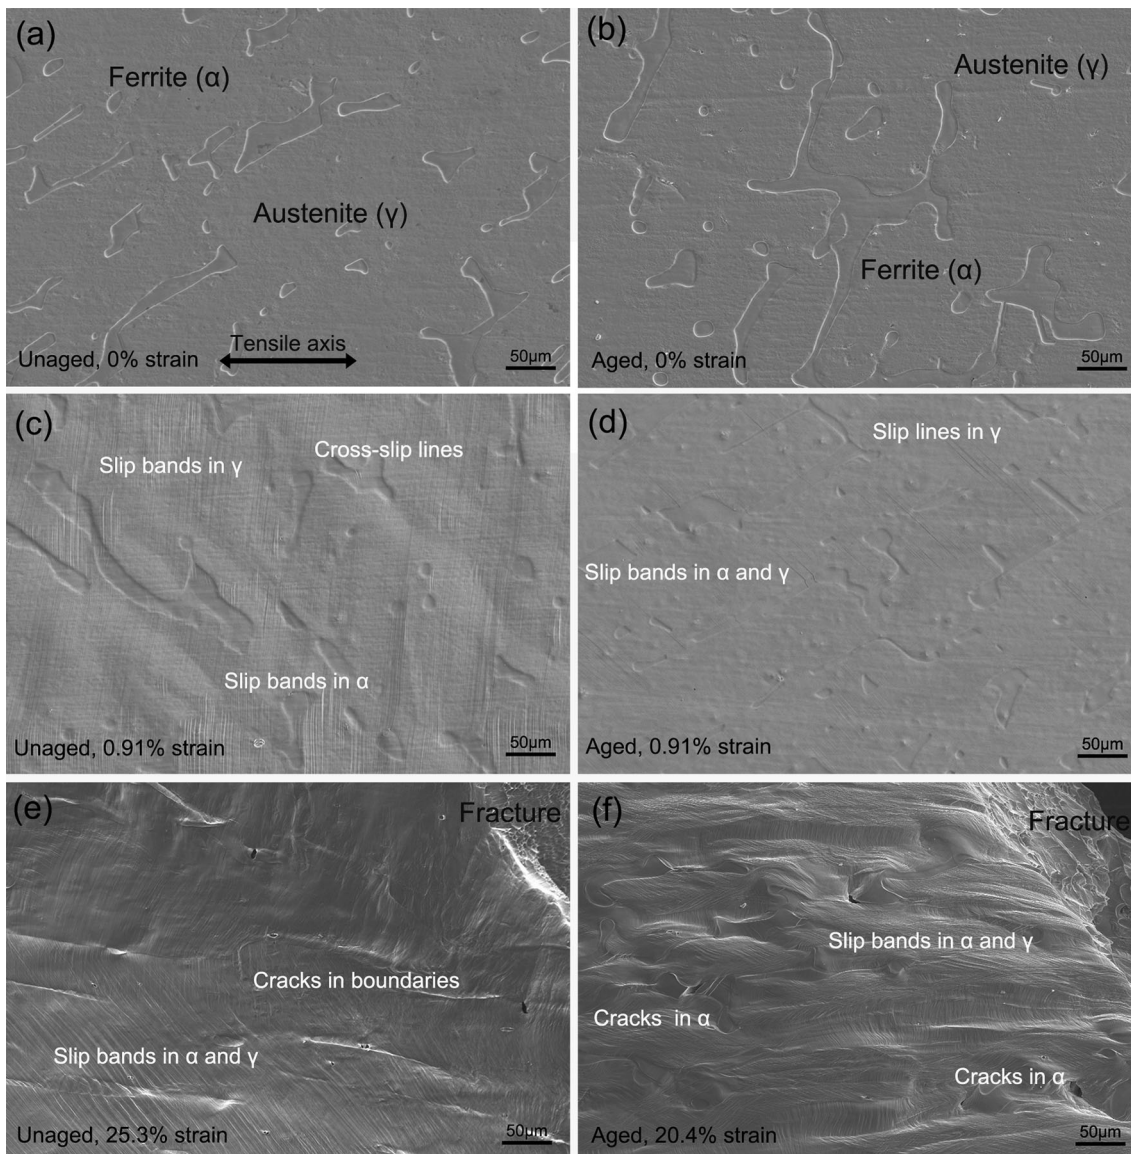 (a)
Ferrite (α)
Austenite (γ)
Tensile axis
Unaged, 0% strain
50μm
(b)
Austenite (γ)
Ferrite (α)
Aged, 0% strain
50μm
(c)
Cross-slip lines
Slip bands in γ
Slip bands in α
Unaged, 0.91% strain
50μm
(d)
Slip lines in γ
Slip bands in α and γ
Aged, 0.91% strain
50μm
(e)
Fracture
Cracks in boundaries
Slip bands in α and γ
Unaged, 25.3% strain
50μm
(f)
Fracture
Slip bands in α and γ
Cracks in α
Cracks in α
Aged, 20.4% strain
50μm